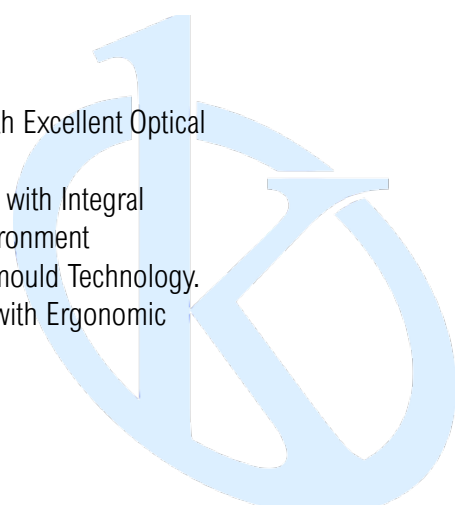 h Excellent Optical
with Integral
ronment
nould Technology.
with Ergonomic
k